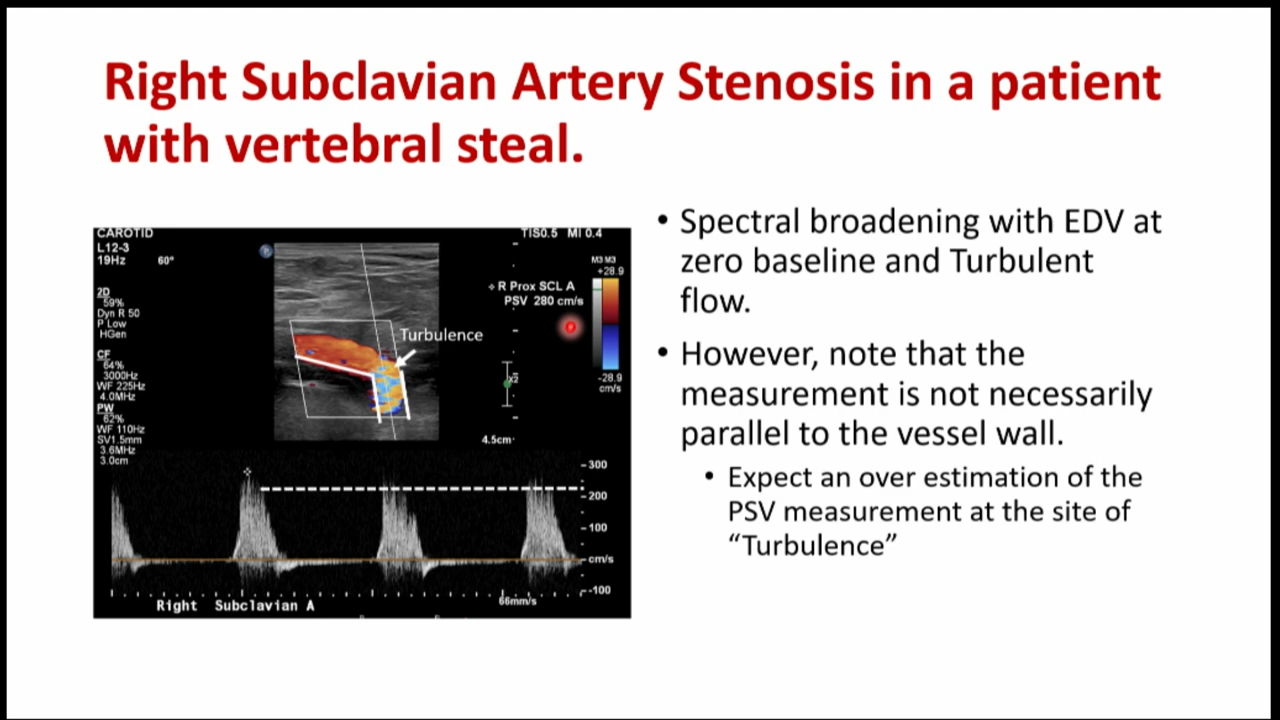 Right Subclavian Artery Stenosis in a patient
with vertebral steal.
CAROTID
TIS0.5 MI 0.4
L12-3
19Hz 60°
2D
59%
Dyn R 50
P Low
HGen
CF
64%
3000Hz
WF 225Hz
4.0MHz
PW
62%
WF 110Hz
SV1.5mm
3.6MHz
3.0cm
P
M3 M3
+28.9
R Prox SCL A
PSV 280 cm/s
Turbulence
x2
-28.9
cm/s
4.5cm
300
200
100
cm/s
-100
66mm/s
Right Subclavian A
• Spectral broadening with EDV at
zero baseline and Turbulent
flow.
• However, note that the
measurement is not necessarily
parallel to the vessel wall.
• Expect an over estimation of the
PSV measurement at the site of
“Turbulence”